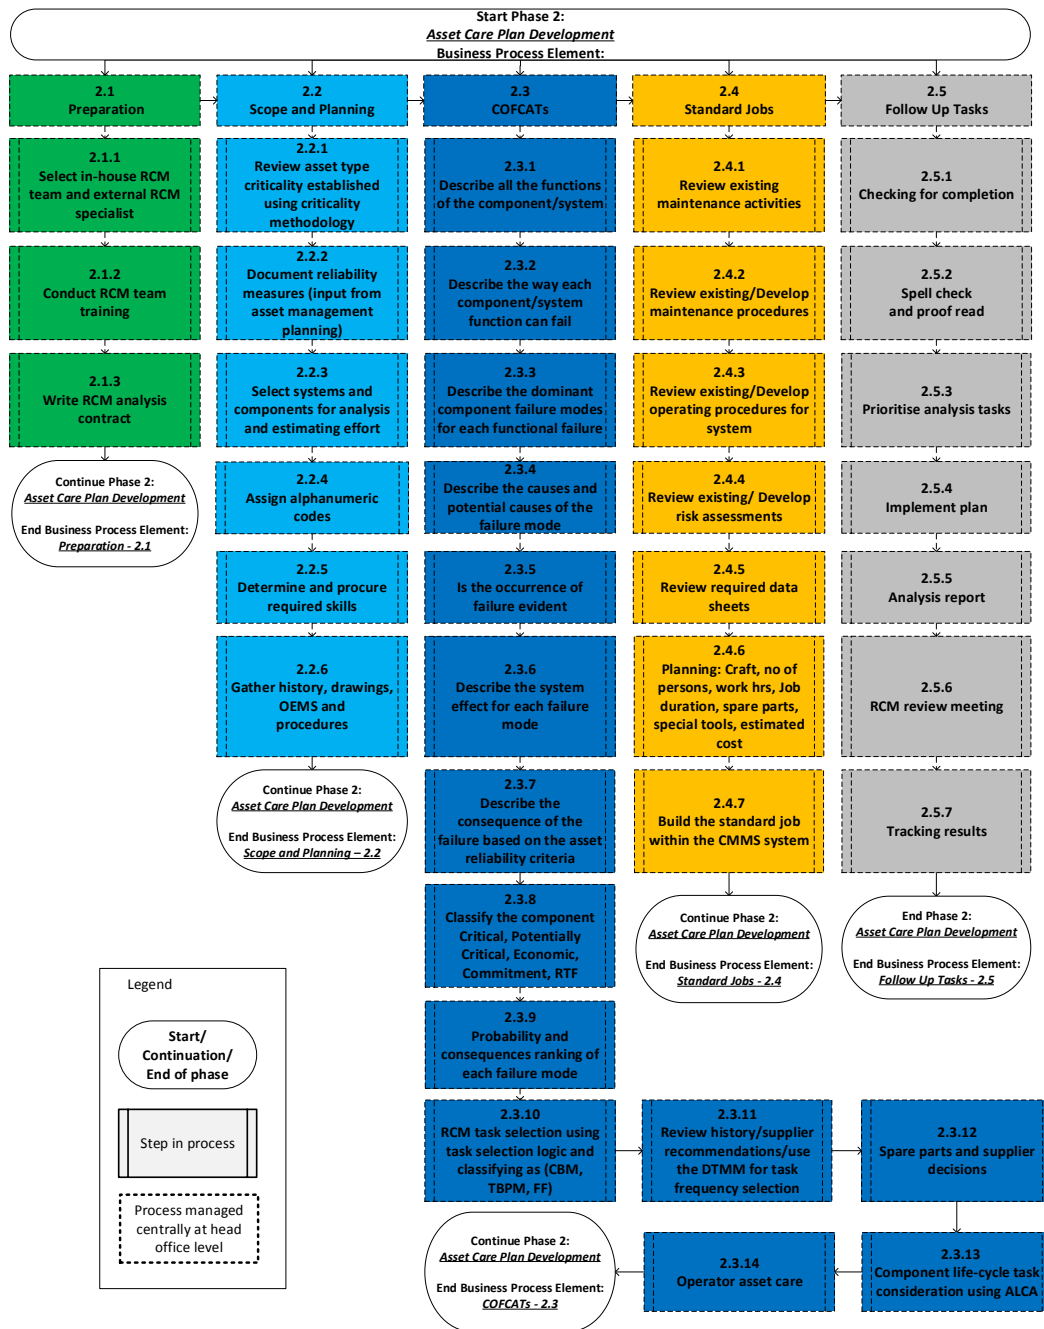 Start Phase 2:
Asset Care Plan Development
Business Process Element:
2.1
Preparation
2.1.1
Select in-house RCM
team and external RCM
specialist
2.1.2
Conduct RCM team
training
2.1.3
Write RCM analysis
contract
Continue Phase 2:
Asset Care Plan Development
End Business Process Element:
Preparation - 2.1
2.2
Scope and Planning
2.2.1
Review asset type
criticality established
using criticality
methodology
2.2.2
Document reliability
measures (input from
asset management
planning)
2.2.3
Select systems and
components for analysis
and estimating effort
2.2.4
Assign alphanumeric
codes
2.2.5
Determine and procure
required skills
2.2.6
Gather history, drawings,
OEMS and
procedures
Continue Phase 2:
Asset Care Plan Development
End Business Process Element:
Scope and Planning – 2.2
2.3
COFCATs
2.3.1
Describe all the functions
of the component/system
2.3.2
Describe the way each
component/system
function can fail
2.3.3
Describe the dominant
component failure modes
for each functional failure
2.3.4
Describe the causes and
potential causes of the
failure mode
2.3.5
Is the occurrence of
failure evident
2.3.6
Describe the system
effect for each failure
mode
2.3.7
Describe the
consequence of the
failure based on the asset
reliability criteria
2.3.8
Classify the component
Critical, Potentially
Critical, Economic,
Commitment, RTF
2.3.9
Probability and
consequences ranking of
each failure mode
2.3.10
RCM task selection using
task selection logic and
classifying as (CBM,
TBPM, FF)
2.3.11
Review history/supplier
recommendations/use
the DTMM for task
frequency selection
2.3.12
Spare parts and supplier
decisions
2.3.13
Component life-cycle task
consideration using ALCA
2.3.14
Operator asset care
Continue Phase 2:
Asset Care Plan Development
End Business Process
Element:
COFCATs - 2.3
2.4
Standard Jobs
2.4.1
Review existing
maintenance activities
2.4.2
Review existing/Develop
maintenance procedures
2.4.3
Review existing/Develop
operating procedures for
system
2.4.4
Review existing/ Develop
risk assessments
2.4.5
Review required data
sheets
2.4.6
Planning: Craft, no of
persons, work hrs, Job
duration, spare parts,
special tools, estimated
cost
2.4.7
Build the standard job
within the CMMS system
Continue Phase 2:
Asset Care Plan Development
End Business Process Element:
Standard Jobs - 2.4
2.5
Follow Up Tasks
2.5.1
Checking for completion
2.5.2
Spell check
and proof read
2.5.3
Prioritise analysis tasks
2.5.4
Implement plan
2.5.5
Analysis report
2.5.6
RCM review meeting
2.5.7
Tracking results
End Phase 2:
Asset Care Plan Development
End Business Process Element:
Follow Up Tasks - 2.5
Legend
Start/
Continuation/
End of phase
Step in process
Process managed
centrally at head
office level